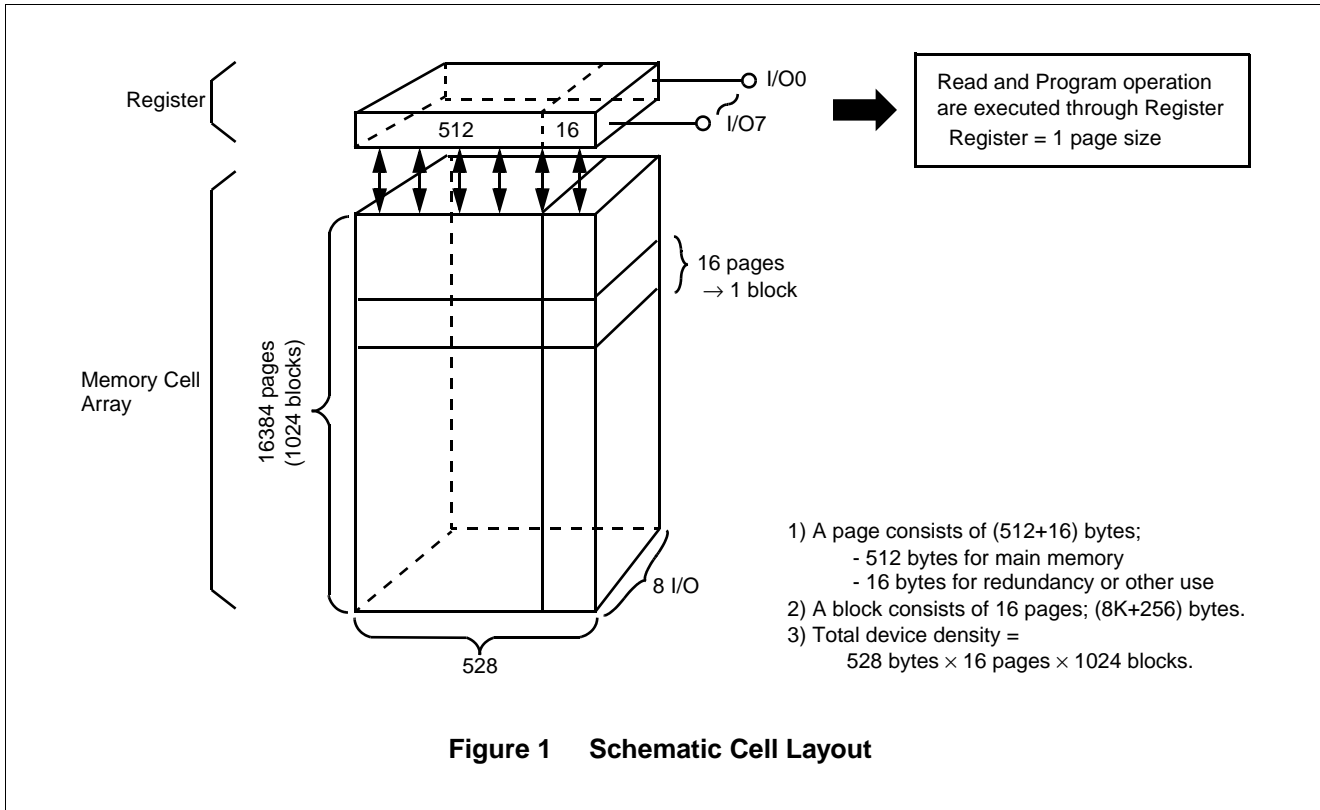 Register
I/O0
I/O7
512
16
Read and Program operation
are executed through Register
Register = 1 page size
16 pages
→ 1 block
Memory Cell
Array
16384 pages
(1024 blocks)
8 I/O
528
1) A page consists of (512+16) bytes;
- 512 bytes for main memory
- 16 bytes for redundancy or other use
2) A block consists of 16 pages; (8K+256) bytes.
3) Total device density =
528 bytes × 16 pages × 1024 blocks.
Figure 1 Schematic Cell Layout